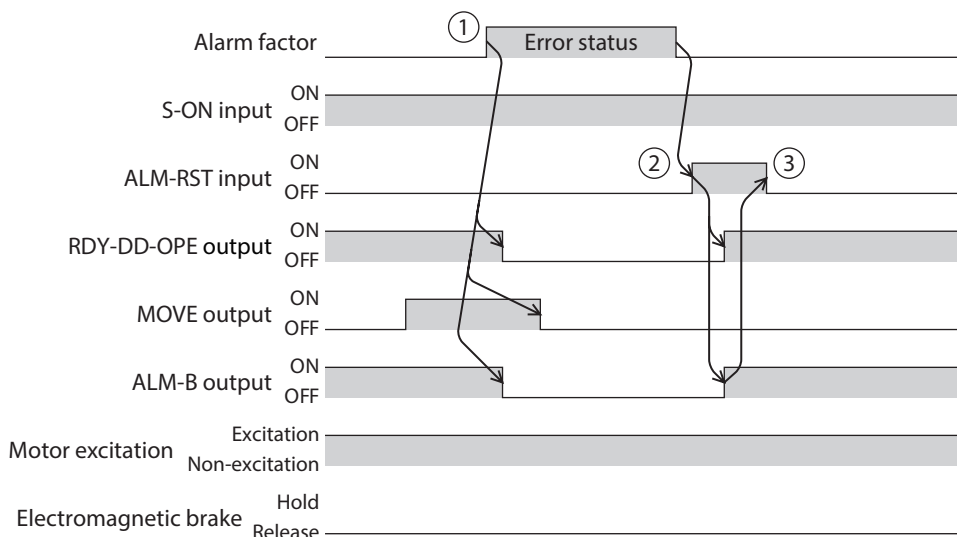 Alarm factor
①
Error status
S-ON input
ON
OFF
ALM-RST input
ON
OFF
②
③
RDY-DD-OPE output
ON
OFF
MOVE output
ON
OFF
ALM-B output
ON
OFF
Motor excitation
Excitation
Non-excitation
Electromagnetic brake
Hold
Release